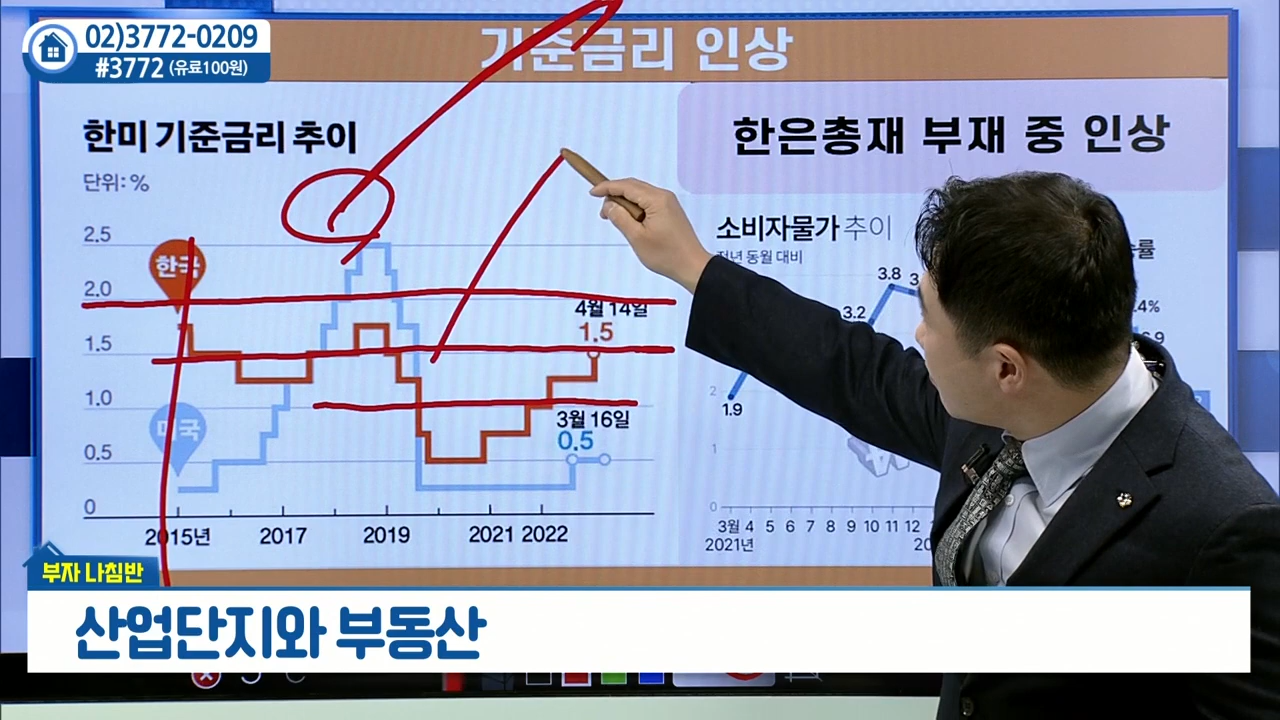 02)3772-0209
#3772 (유료100원)
기준금리 인상
한미 기준금리 추이
단위: %
2.5
2.0
1.5
1.0
0.5
0
한국
미국
4월 14일
1.5
3월 16일
0.5
2015년 2017 2019 2021 2022
한은총재 부재 중 인상
소비자물가 추이
전년 동월 대비
3.8
3.2
1.9
2
1
0
3월 4 5 6 7 8 9 10 11 12
2021년
부자 나침반
산업단지와 부동산